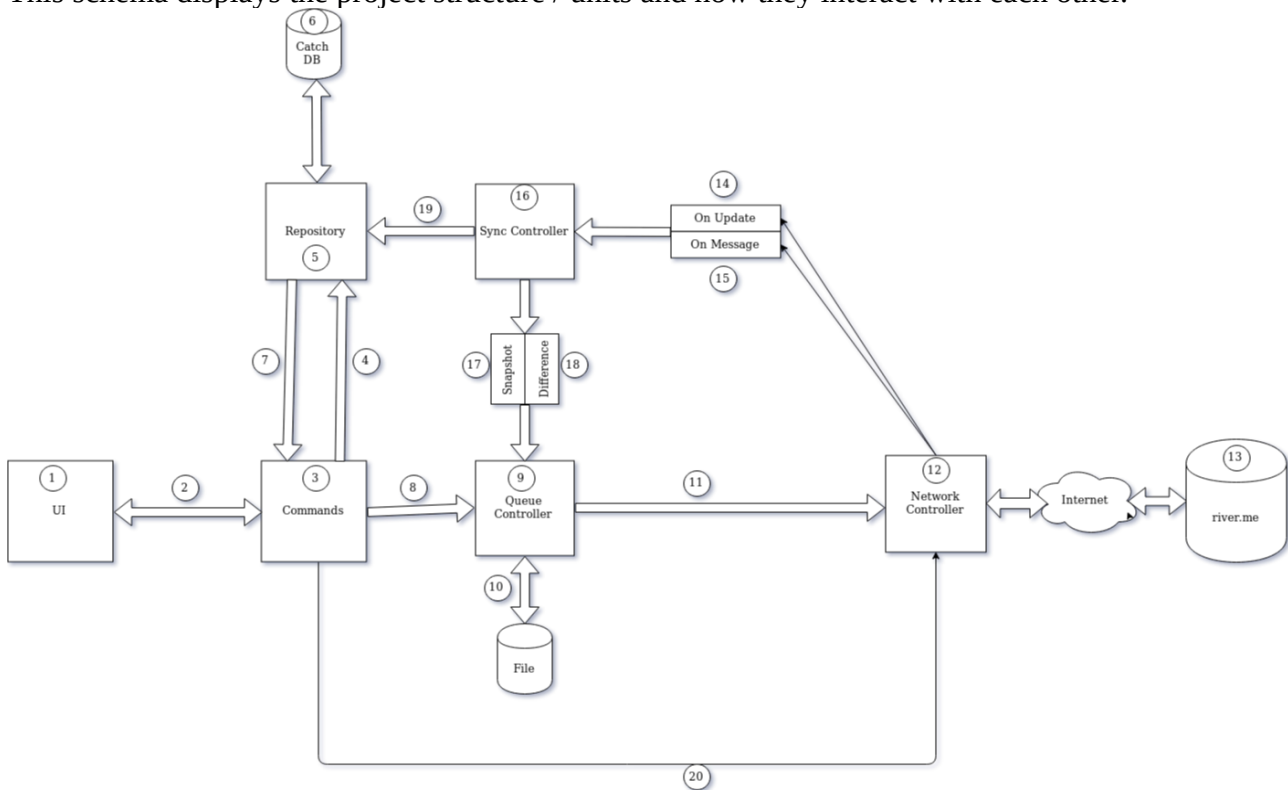 This schema displays the project structure / units and how they interact with each other.
6
Catch
DB
14
16
On Update
19
Repository
Sync Controller
On Message
5
15
7
4
17
Snapshot
Difference
18
1
2
3
8
9
11
12
13
UI
Commands
Queue
Controller
Network
Controller
Internet
river.me
10
File
20